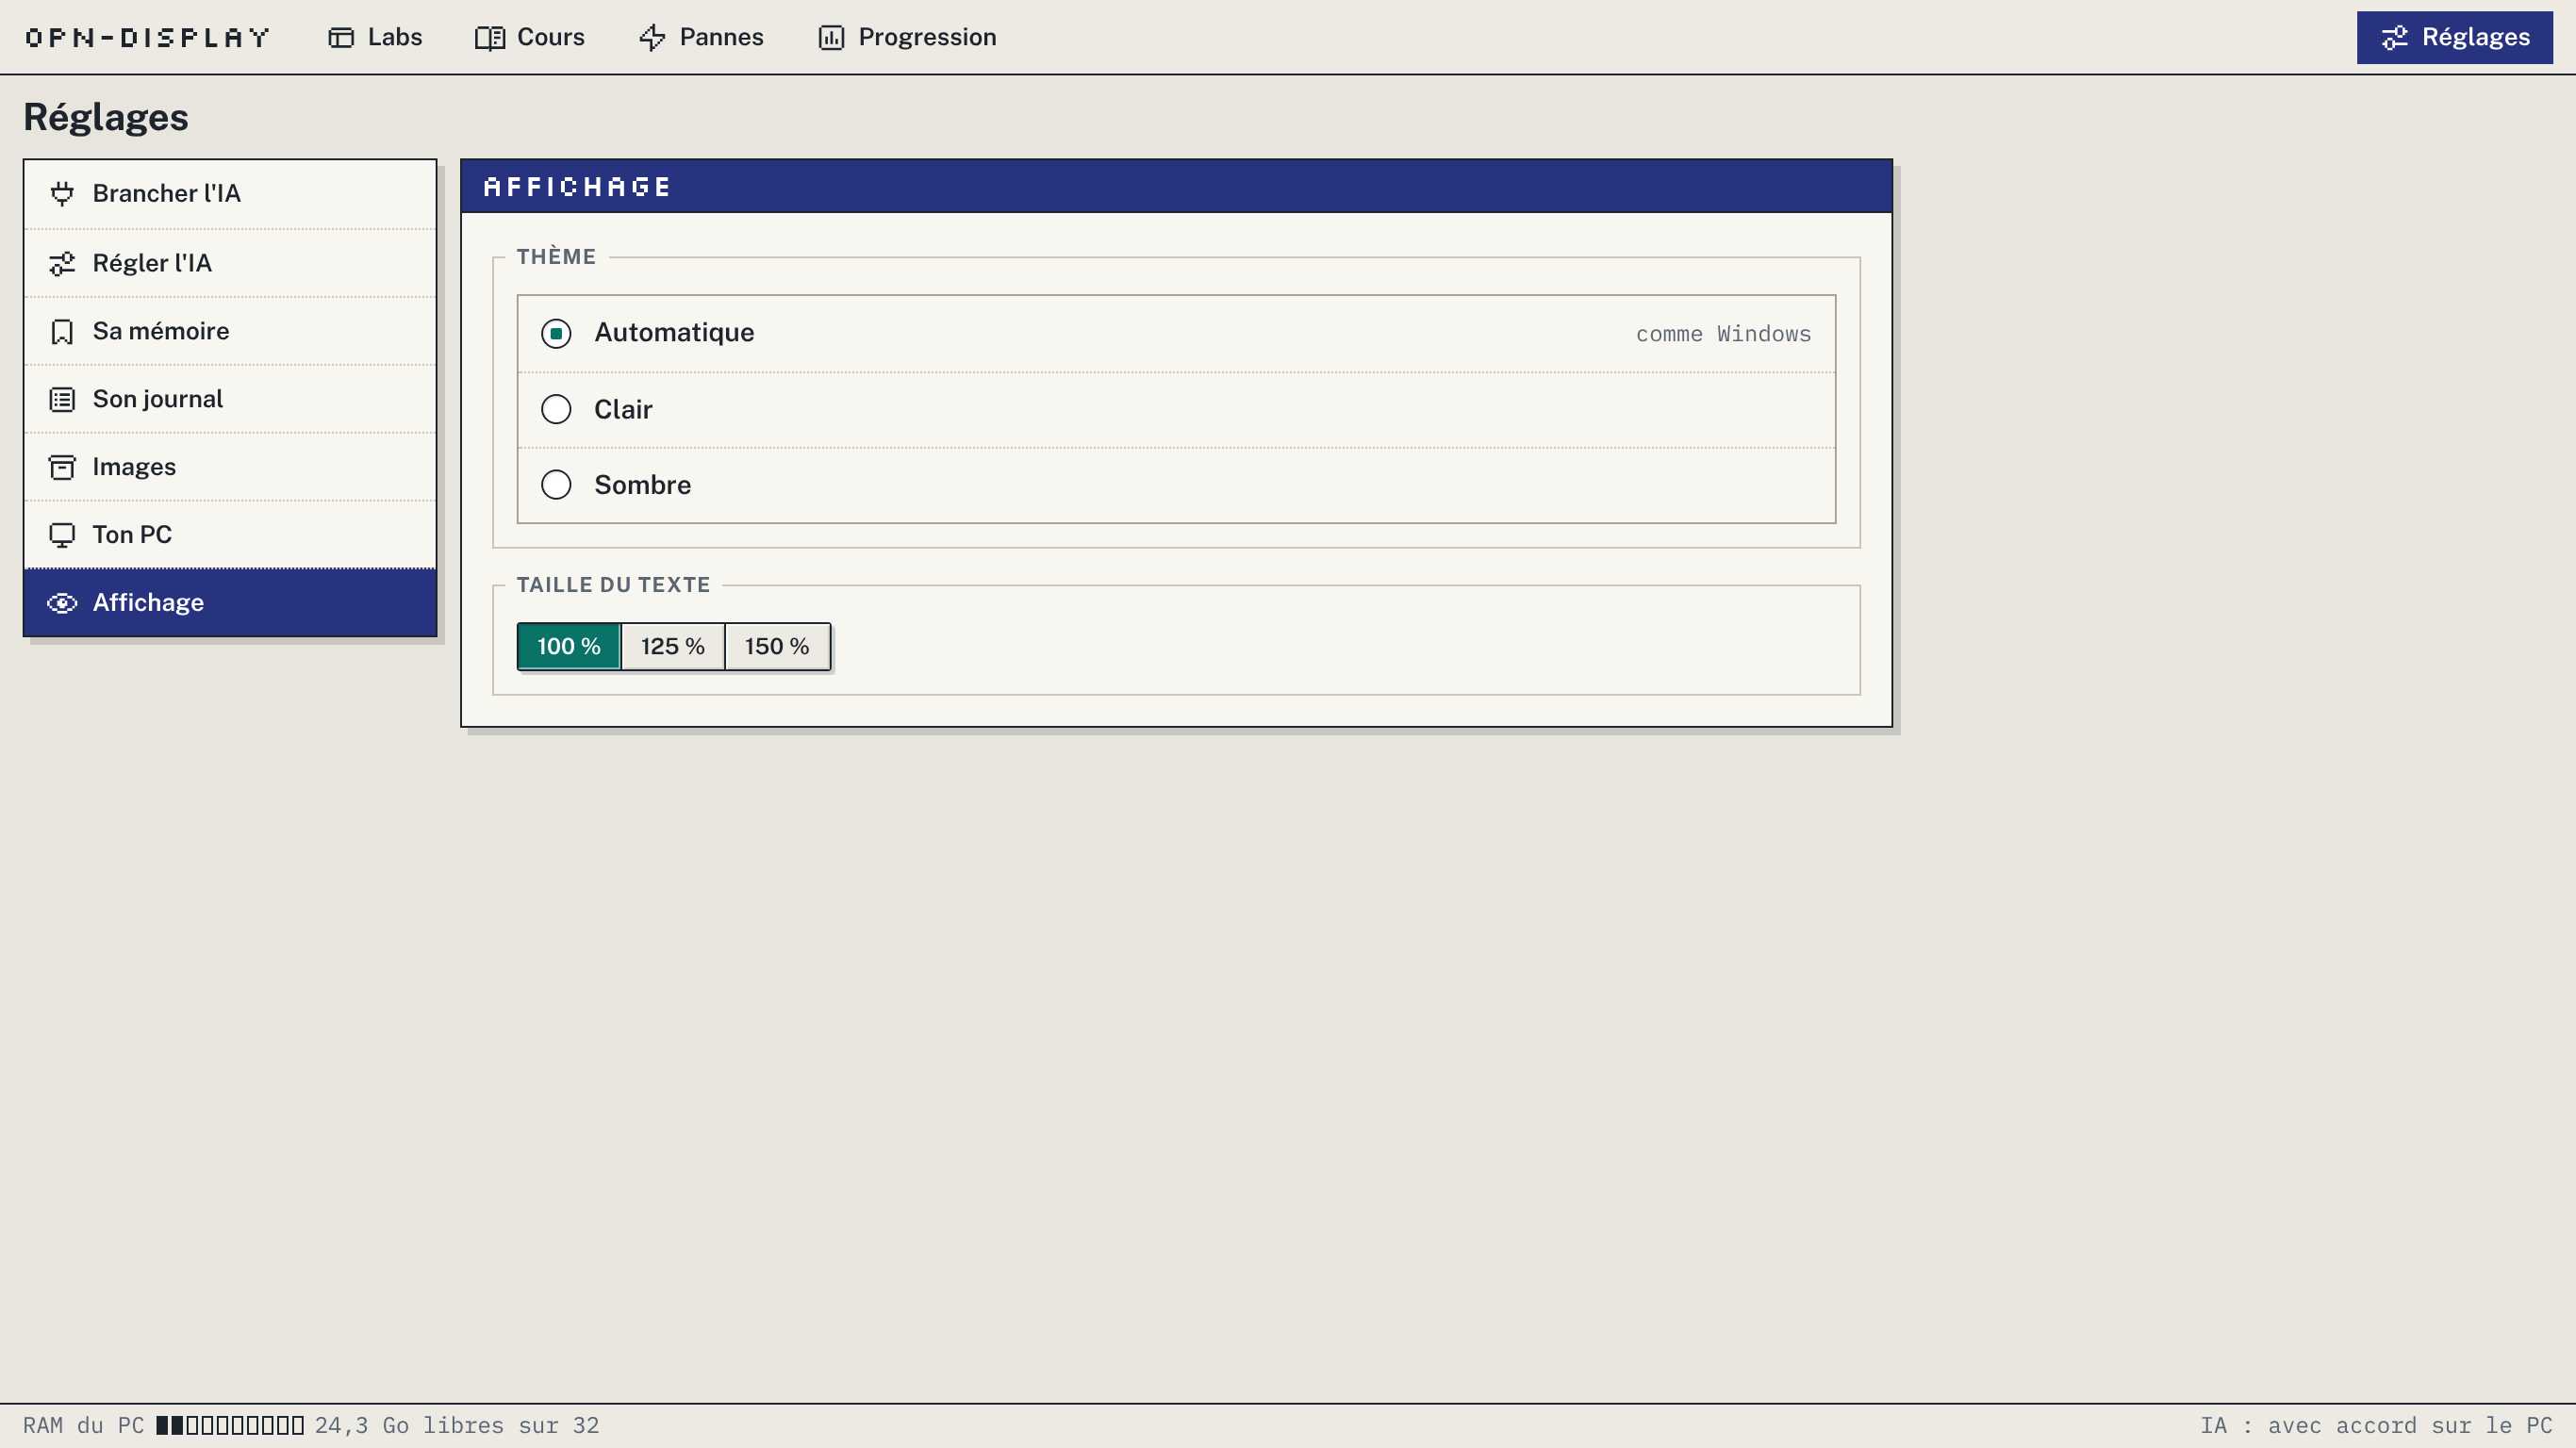 OPN-DISPLAY Labs Cours Pannes Progression Réglages
Réglages
Brancher l'IA
Régler l'IA
Sa mémoire
Son journal
Images
Ton PC
Affichage
AFFICHAGE
THÈME
Automatique comme Windows
Clair
Sombre
TAILLE DU TEXTE
100 % 125 % 150 %
RAM du PC 24,3 Go libres sur 32 IA : avec accord sur le PC